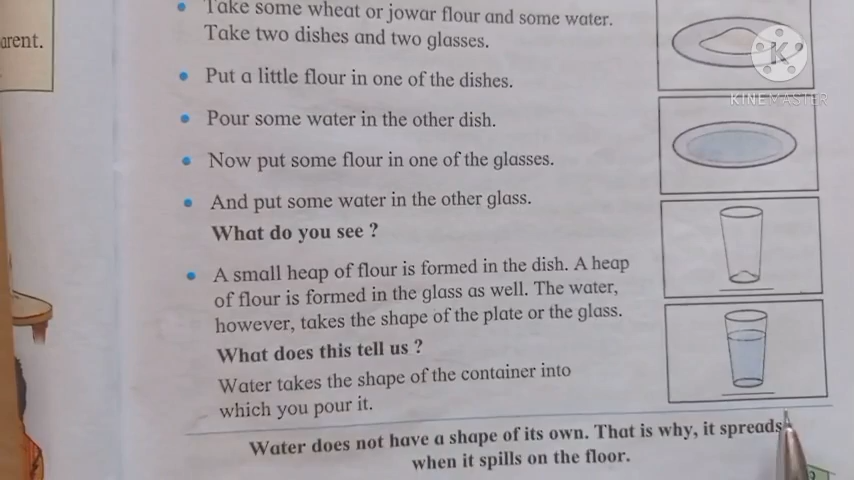 arent.
Take some wheat or jowar flour and some water.
Take two dishes and two glasses.
• Put a little flour in one of the dishes.
• Pour some water in the other dish.
• Now put some flour in one of the glasses.
• And put some water in the other glass.
What do you see ?
• A small heap of flour is formed in the dish. A heap
of flour is formed in the glass as well. The water,
however, takes the shape of the plate or the glass.
What does this tell us ?
Water takes the shape of the container into
which you pour it.
Water does not have a shape of its own. That is why, it spreads
when it spills on the floor.
K
KINEMASTER